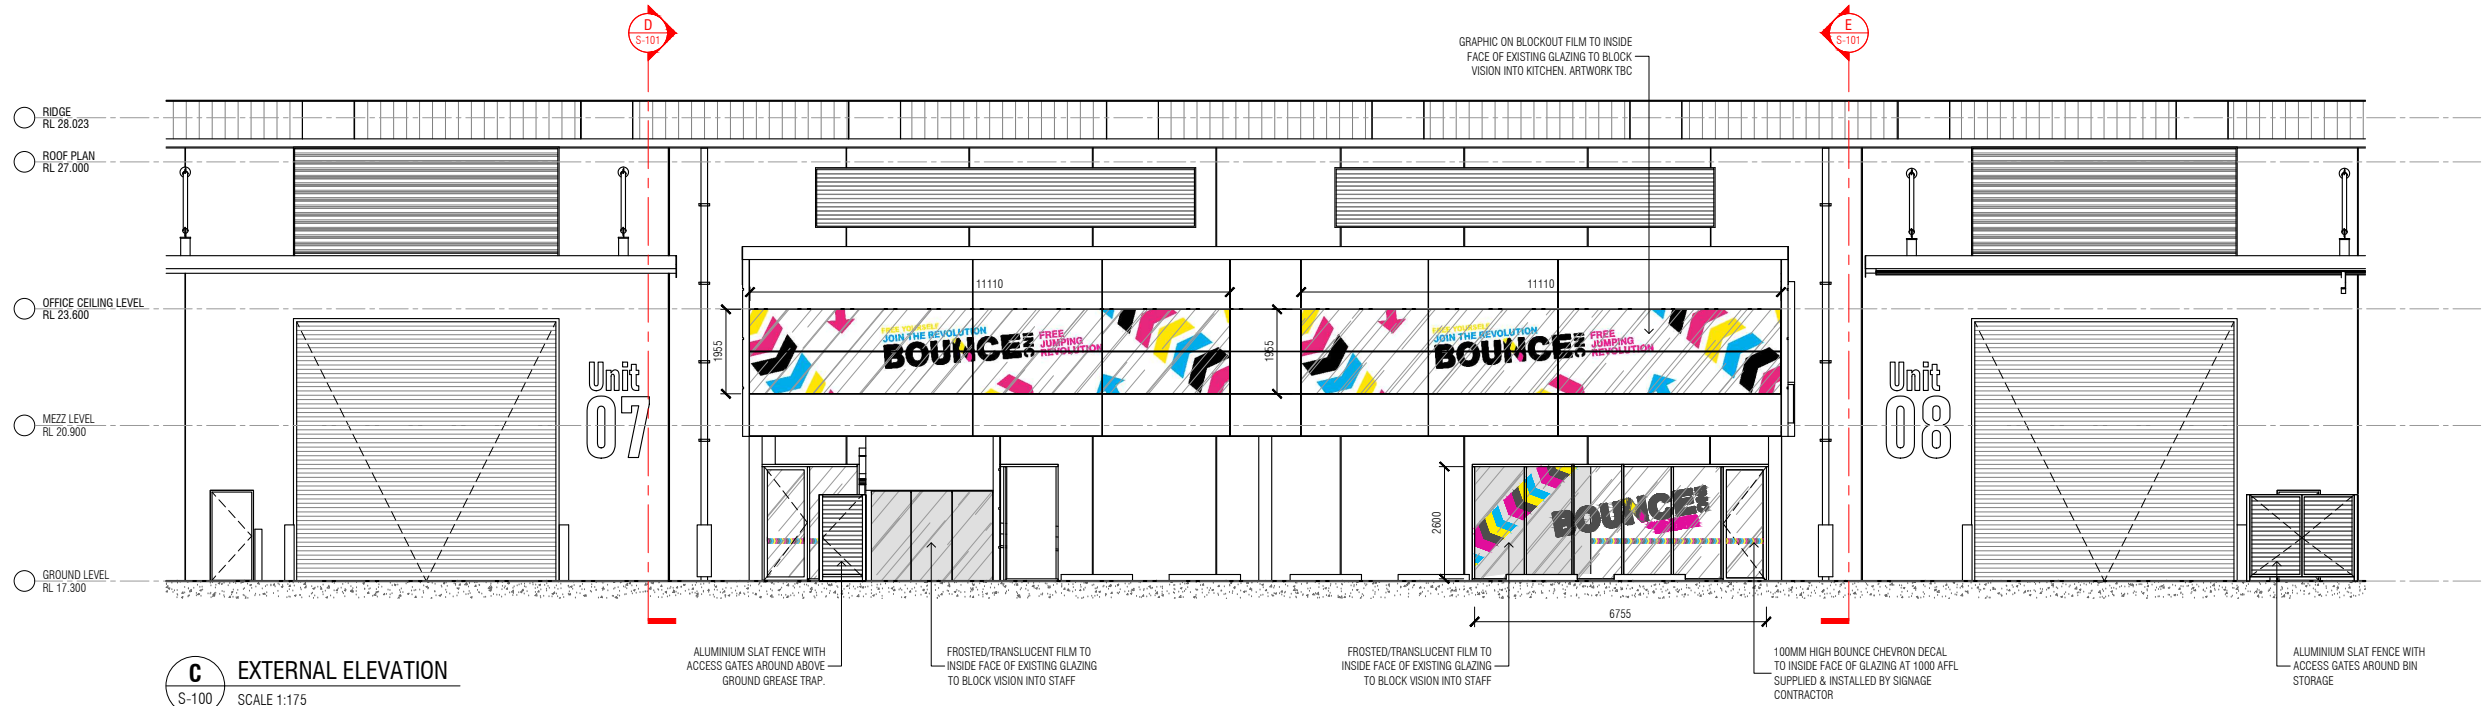 D
S-101
E
S-101
GRAPHIC ON BLOCKOUT FILM TO INSIDE
FACE OF EXISTING GLAZING TO BLOCK
VISION INTO KITCHEN. ARTWORK TBC
RIDGE
RL 28.023
ROOF PLAN
RL 27.000
OFFICE CEILING LEVEL
RL 23.600
MEZZ LEVEL
RL 20.900
GROUND LEVEL
RL 17.300
11110
11110
1955
1955
FREE YOURSELF
JOIN THE REVOLUTION
BOUNCE INC
FREE
JUMPING
REVOLUTION
FREE YOURSELF
JOIN THE REVOLUTION
BOUNCE INC
FREE
JUMPING
REVOLUTION
Unit
07
Unit
08
2600
BOUNCE INC
6755
ALUMINIUM SLAT FENCE WITH
ACCESS GATES AROUND ABOVE
GROUND GREASE TRAP.
FROSTED/TRANSLUCENT FILM TO
INSIDE FACE OF EXISTING GLAZING
TO BLOCK VISION INTO STAFF
FROSTED/TRANSLUCENT FILM TO
INSIDE FACE OF EXISTING GLAZING
TO BLOCK VISION INTO STAFF
100MM HIGH BOUNCE CHEVRON DECAL
TO INSIDE FACE OF GLAZING AT 1000 AFFL
SUPPLIED & INSTALLED BY SIGNAGE
CONTRACTOR
ALUMINIUM SLAT FENCE WITH
ACCESS GATES AROUND BIN
STORAGE
C
S-100
EXTERNAL ELEVATION
SCALE 1:175